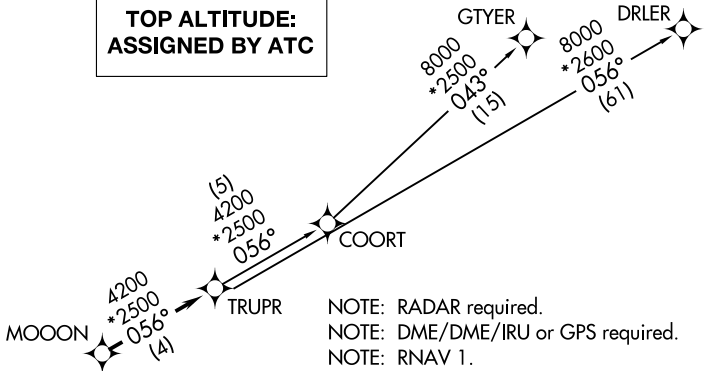 TOP ALTITUDE:
ASSIGNED BY ATC
GTYER
DRLER
8000
*2500
043°
(15)
8000
*2600
056°
(61)
(5)
4200
*2500
056°
COORT
4200
*2500
056°
(4)
TRUPR
MOOON
NOTE: RADAR required.
NOTE: DME/DME/IRU or GPS required.
NOTE: RNAV 1.